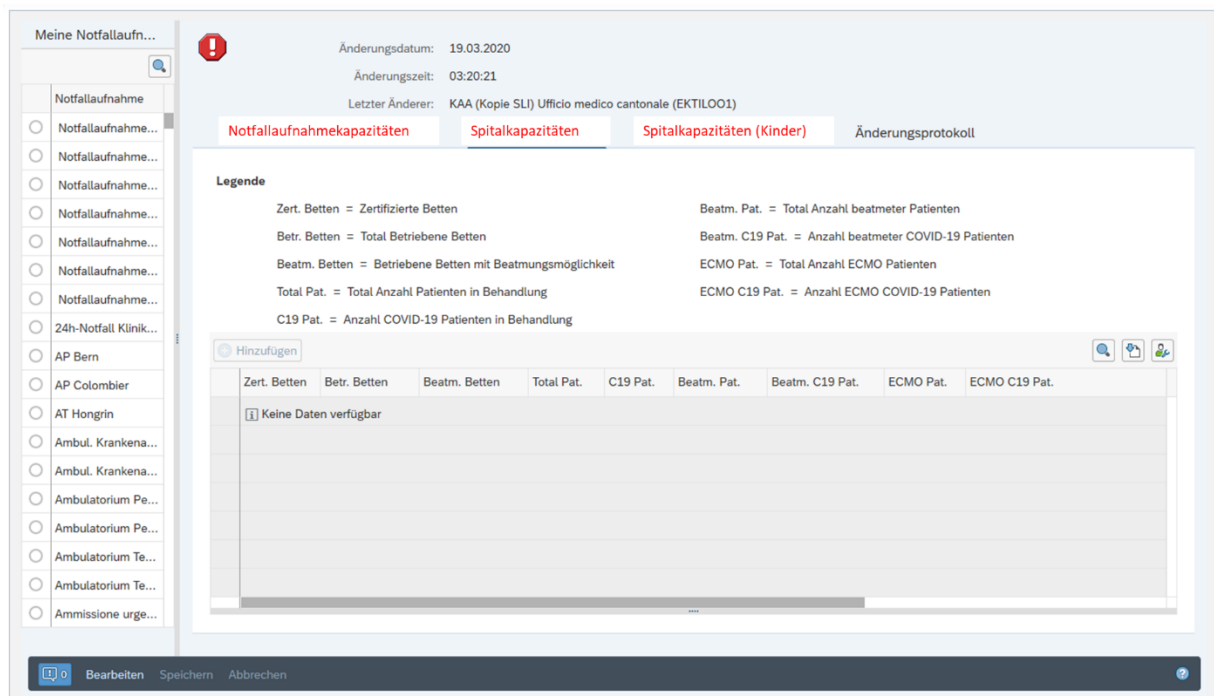 Meine Notfallaufn...
Notfallaufnahme
Notfallaufnahme...
Notfallaufnahme...
Notfallaufnahme...
Notfallaufnahme...
Notfallaufnahme...
Notfallaufnahme...
Notfallaufnahme...
24h-Notfall Klinik...
AP Bern
AP Colombier
AT Hongrin
Ambul. Krankena...
Ambul. Krankena...
Ambulatorium Pe...
Ambulatorium Pe...
Ambulatorium Te...
Ambulatorium Te...
Ammissione urge...
Änderungsdatum: 19.03.2020
Änderungszeit: 03:20:21
Letzter Änderer: KAA (Kopie SLI) Ufficio medico cantonale (EKTILOO1)
Notfallaufnahmekapazitäten Spitalkapazitäten Spitalkapazitäten (Kinder) Änderungsprotokoll
Legende
Zert. Betten = Zertifizierte Betten
Betr. Betten = Total Betriebene Betten
Beatm. Betten = Betriebene Betten mit Beatmungsmöglichkeit
Total Pat. = Total Anzahl Patienten in Behandlung
C19 Pat. = Anzahl COVID-19 Patienten in Behandlung
Beatm. Pat. = Total Anzahl beatmeter Patienten
Beatm. C19 Pat. = Anzahl beatmeter COVID-19 Patienten
ECMO Pat. = Total Anzahl ECMO Patienten
ECMO C19 Pat. = Anzahl ECMO COVID-19 Patienten
Hinzufügen
Zert. Betten Betr. Betten Beatm. Betten Total Pat. C19 Pat. Beatm. Pat. Beatm. C19 Pat. ECMO Pat. ECMO C19 Pat.
Keine Daten verfügbar
0 Bearbeiten Speichern Abbrechen